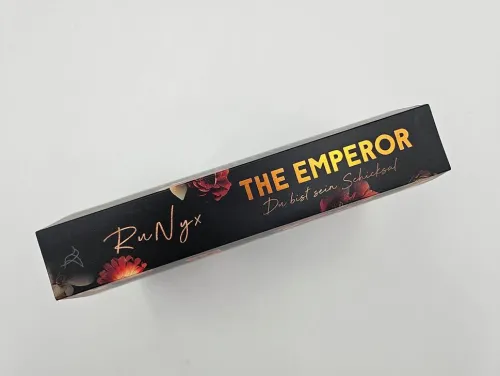 RuNyx
THE EMPEROR
Du bist sein Schicksal